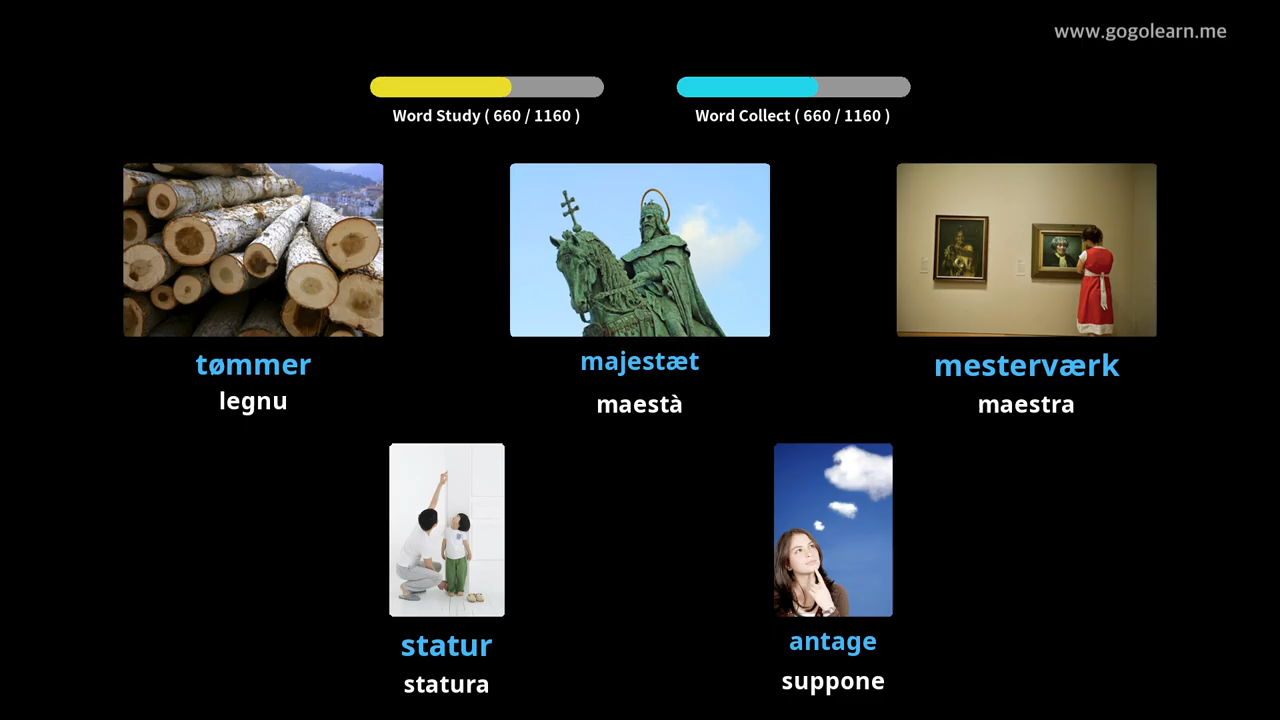 www.gogolearn.me
Word Study ( 660 / 1160 )
Word Collect ( 660 / 1160 )
tømmer
legnu
majestæt
maestà
mesterværk
maestra
statur
statura
antage
suppone